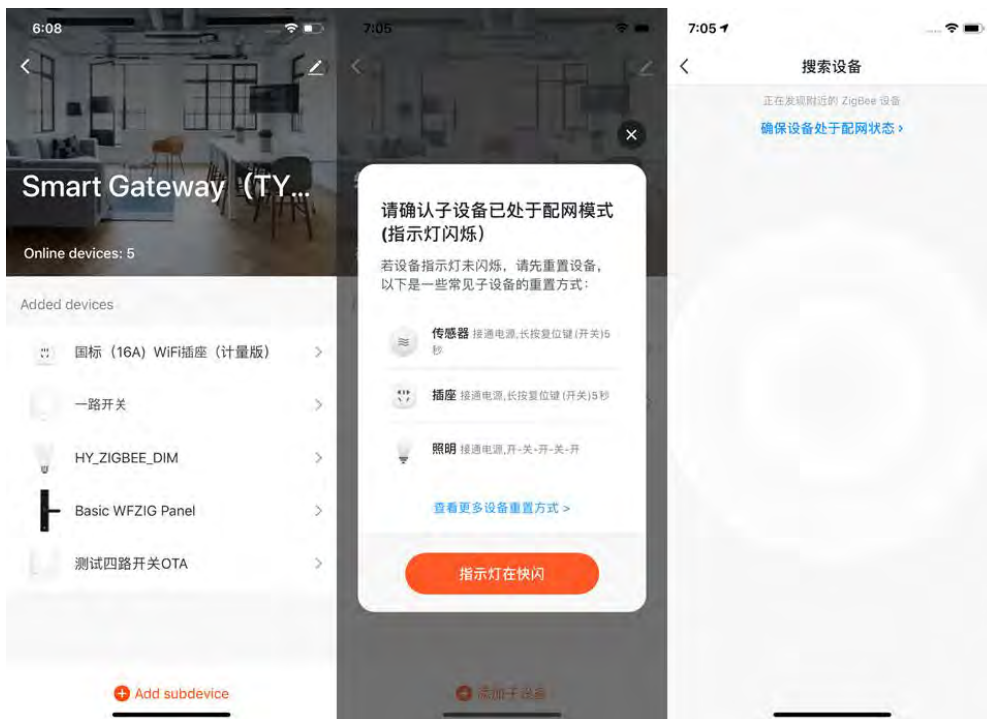 6:08
Smart Gateway（TY...
Online devices: 5
Added devices
国标（16A）WiFi插座（计量版）
一路开关
HY_ZIGBEE_DIM
Basic WFZIG Panel
测试四路开关OTA
Add subdevice
7:05
请确认子设备已处于配网模式
(指示灯闪烁）
若设备指示灯未闪烁，请先重置设备，
以下是一些常见子设备的重置方式：
传感器 接通电源,长按复位键(开关)5
秒
插座 接通电源,长按复位键(开关)5秒
照明 接通电源,开-关-开-关-开
查看更多设备重置方式 >
指示灯在快闪
添加子设备
7:05
搜索设备
正在发现附近的 ZigBee 设备
确保设备处于配网状态 ›